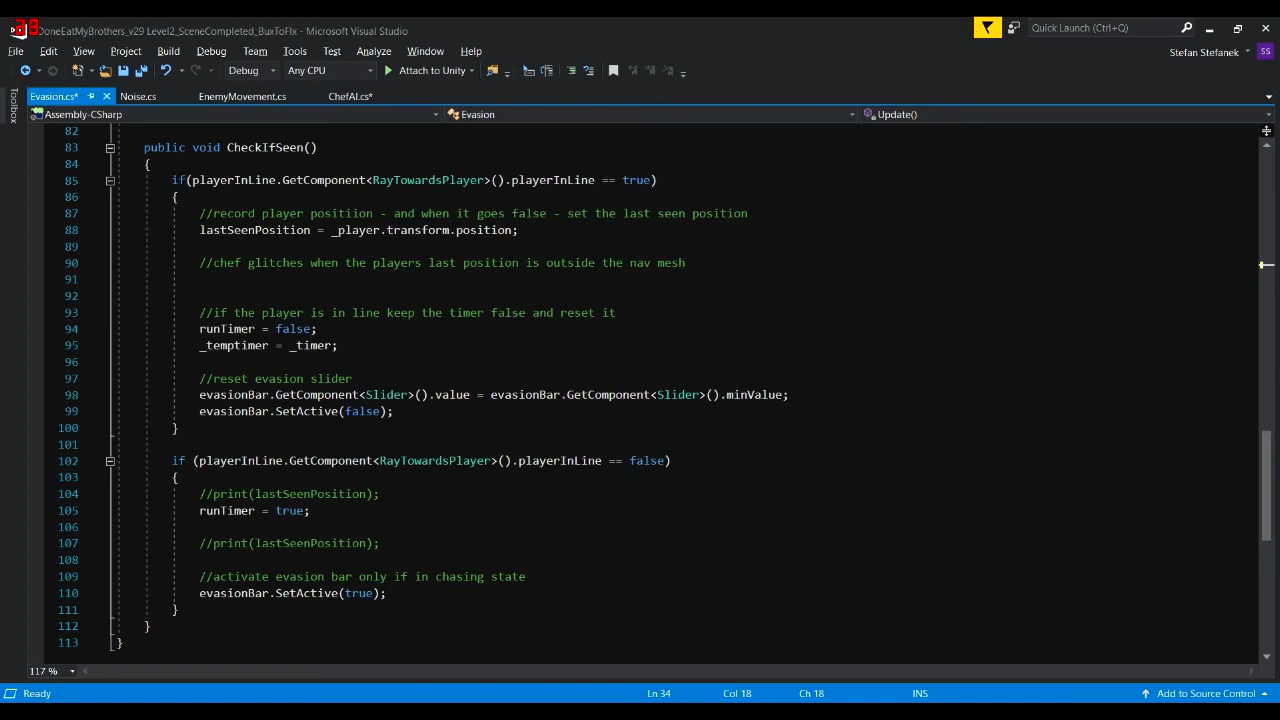 29
DoneEatMyBrothers_v29 Level2_SceneCompleted_BuxToFIx - Microsoft Visual Studio
Quick Launch (Ctrl+Q)
File Edit View Project Build Debug Team Tools Test Analyze Window Help
Stefan Stefanek SS
Debug Any CPU Attach to Unity
Toolbox
Evasion.cs* Noise.cs EnemyMovement.cs ChefAI.cs*
Assembly-CSharp Evasion Update()
82
83 public void CheckIfSeen()
84 {
85 if(playerInLine.GetComponent<RayTowardsPlayer>().playerInLine == true)
86 {
87 //record player positiion - and when it goes false - set the last seen position
88 lastSeenPosition = _player.transform.position;
89
90 //chef glitches when the players last position is outside the nav mesh
91
92
93 //if the player is in line keep the timer false and reset it
94 runTimer = false;
95 _temptimer = _timer;
96
97 //reset evasion slider
98 evasionBar.GetComponent<Slider>().value = evasionBar.GetComponent<Slider>().minValue;
99 evasionBar.SetActive(false);
100 }
101
102 if (playerInLine.GetComponent<RayTowardsPlayer>().playerInLine == false)
103 {
104 //print(lastSeenPosition);
105 runTimer = true;
106
107 //print(lastSeenPosition);
108
109 //activate evasion bar only if in chasing state
110 evasionBar.SetActive(true);
111 }
112 }
113 }
117 %
Ready Ln 34 Col 18 Ch 18 INS Add to Source Control